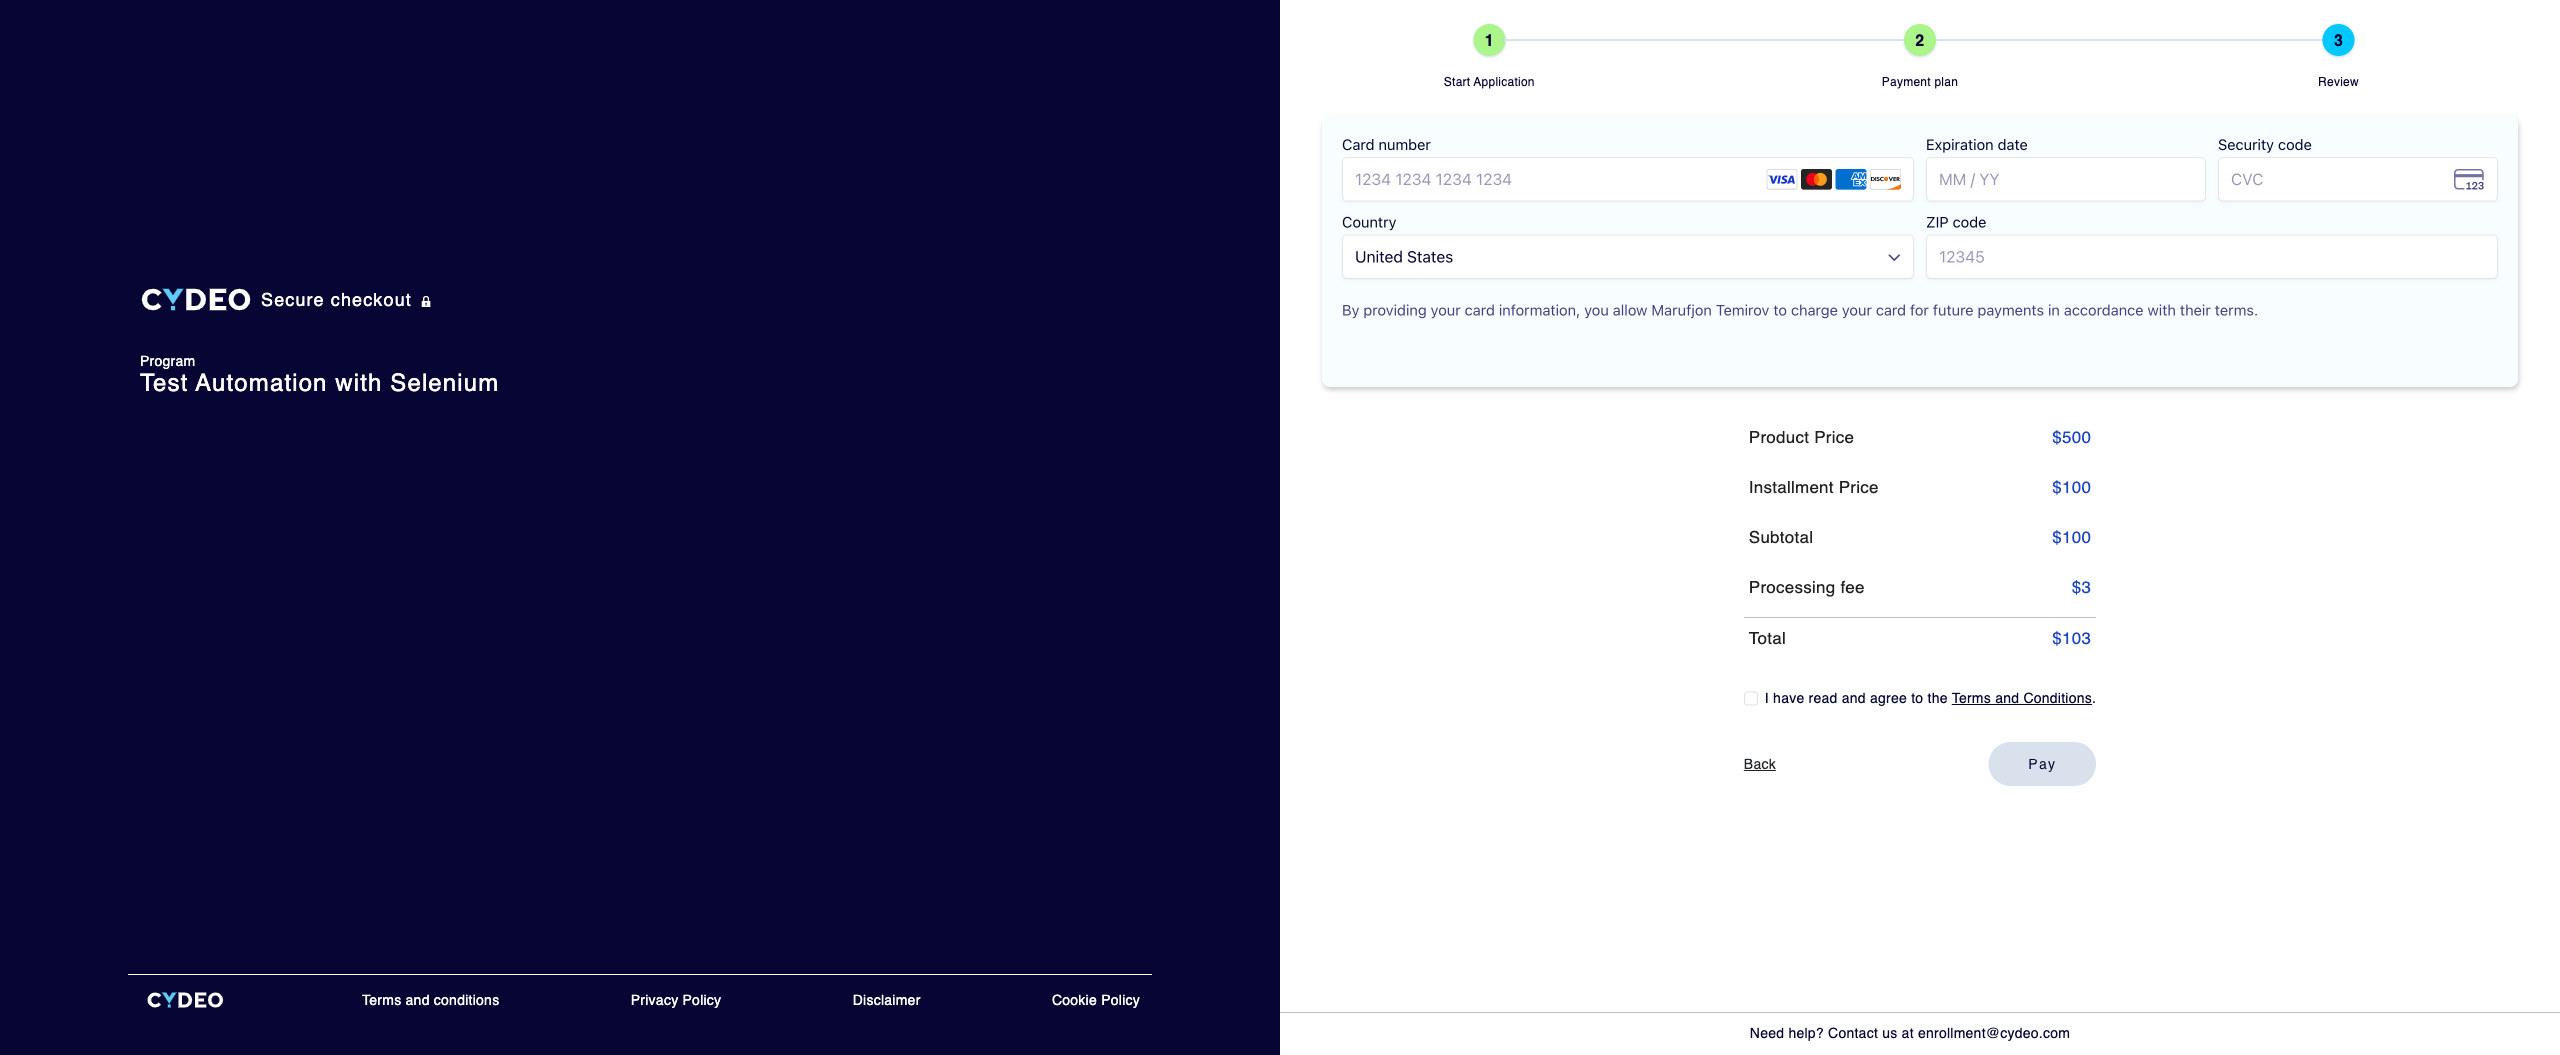 CYDEO Secure checkout
Program
Test Automation with Selenium
CYDEO Terms and conditions Privacy Policy Disclaimer Cookie Policy
1 2 3
Start Application Payment plan Review
Card number Expiration date Security code
1234 1234 1234 1234 VISA AM EX DISCOVER MM / YY CVC 123
Country ZIP code
United States 12345
By providing your card information, you allow Marufjon Temirov to charge your card for future payments in accordance with their terms.
Product Price $500
Installment Price $100
Subtotal $100
Processing fee $3
Total $103
I have read and agree to the Terms and Conditions.
Back Pay
Need help? Contact us at enrollment@cydeo.com